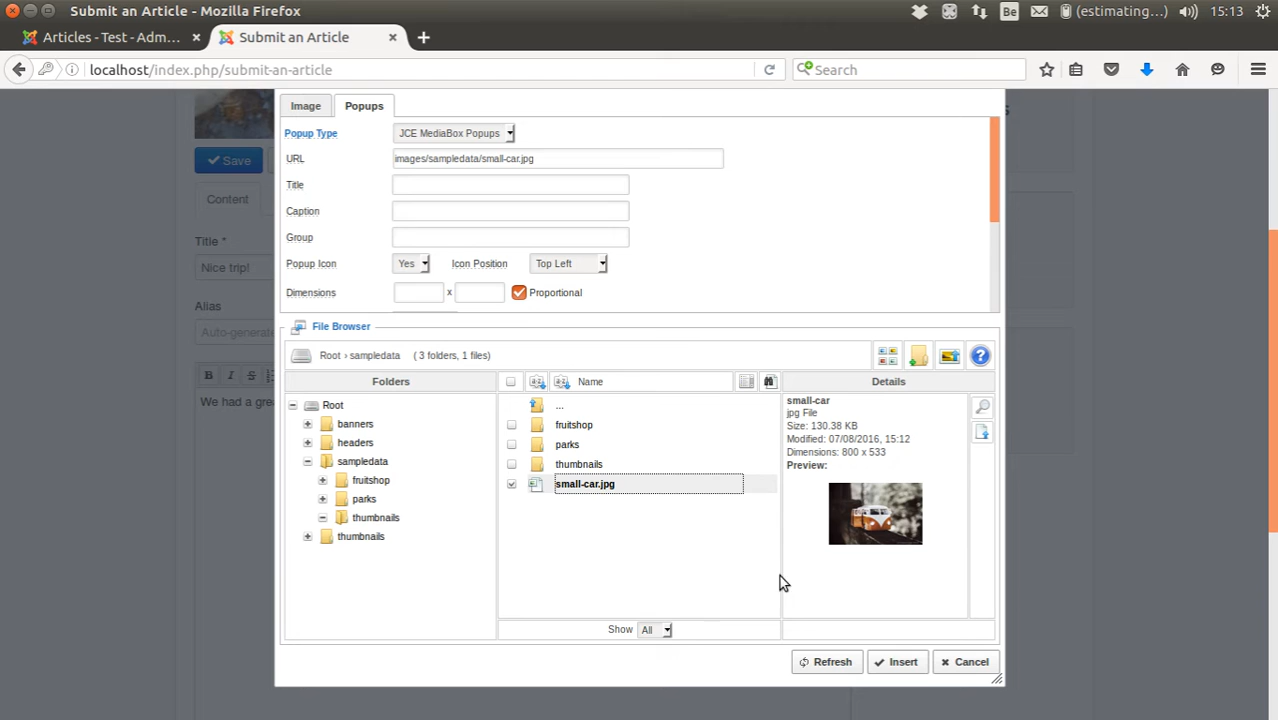 Submit an Article - Mozilla Firefox
Be
(estimating...)
15:13
Articles - Test - Adm...
Submit an Article
localhost/index.php/submit-an-article
Search
Image
Popups
Popup Type
JCE MediaBox Popups
URL
images/sampledata/small-car.jpg
Save
Title
Caption
Content
Group
Title *
Popup Icon
Yes
Icon Position
Top Left
Nice trip!
Dimensions
x
Proportional
Alias
File Browser
Auto-generate
Root › sampledata ( 3 folders, 1 files)
Folders
Name
Details
B I S
We had a grea
Root
banners
headers
sampledata
fruitshop
parks
thumbnails
thumbnails
...
fruitshop
parks
thumbnails
small-car.jpg
small-car
jpg File
Size: 130.38 KB
Modified: 07/08/2016, 15:12
Dimensions: 800 x 533
Preview:
Show
All
Refresh
Insert
Cancel